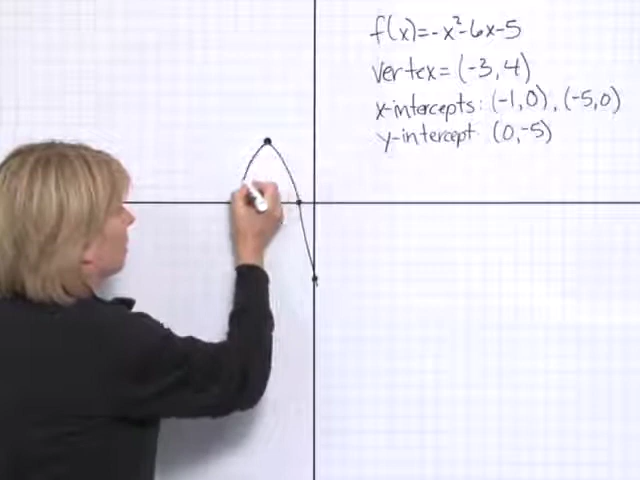 f(x)=-x²-6x-5
vertex=(-3,4)
x-intercepts: (-1,0),(-5,0)
y-intercept: (0,-5)